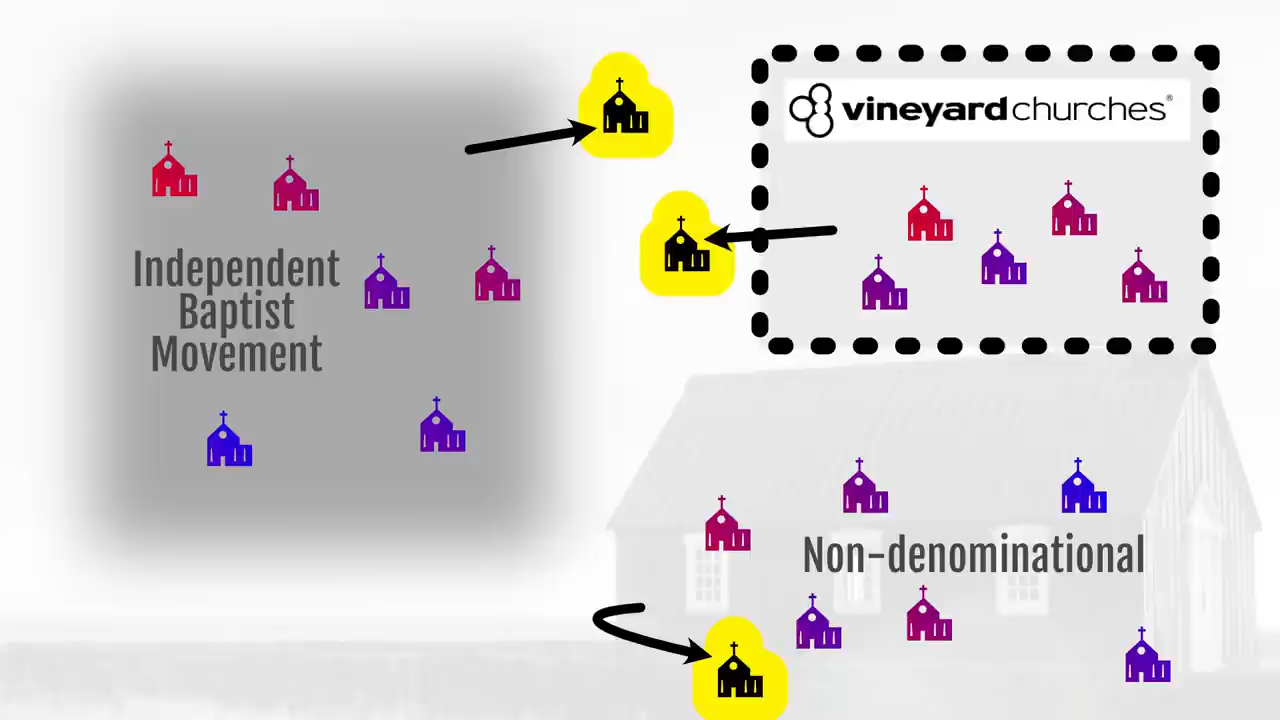 vineyard churches®
Independent
Baptist
Movement
Non-denominational